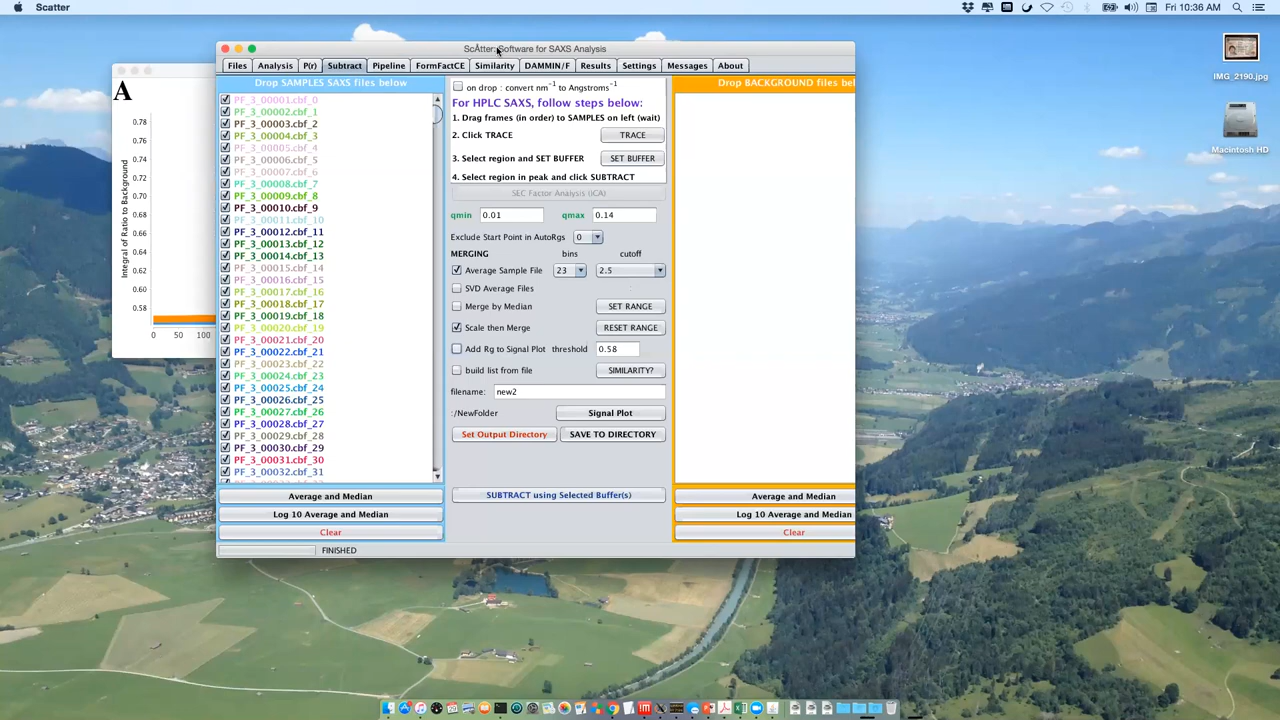 Scatter
Fri 10:36 AM
IMG_2190.jpg
Macintosh HD
A
0.78
0.76
0.74
0.72
0.70
0.68
0.66
0.64
0.62
0.60
0.58
Integral of Ratio to Background
0 50 100
ScÅtter: Software for SAXS Analysis
Files Analysis P(r) Subtract Pipeline FormFactCE Similarity DAMMIN/F Results Settings Messages About
Drop SAMPLES SAXS files below
PF_3_00001.cbf_0
PF_3_00002.cbf_1
PF_3_00003.cbf_2
PF_3_00004.cbf_3
PF_3_00005.cbf_4
PF_3_00006.cbf_5
PF_3_00007.cbf_6
PF_3_00008.cbf_7
PF_3_00009.cbf_8
PF_3_00010.cbf_9
PF_3_00011.cbf_10
PF_3_00012.cbf_11
PF_3_00013.cbf_12
PF_3_00014.cbf_13
PF_3_00015.cbf_14
PF_3_00016.cbf_15
PF_3_00017.cbf_16
PF_3_00018.cbf_17
PF_3_00019.cbf_18
PF_3_00020.cbf_19
PF_3_00021.cbf_20
PF_3_00022.cbf_21
PF_3_00023.cbf_22
PF_3_00024.cbf_23
PF_3_00025.cbf_24
PF_3_00026.cbf_25
PF_3_00027.cbf_26
PF_3_00028.cbf_27
PF_3_00029.cbf_28
PF_3_00030.cbf_29
PF_3_00031.cbf_30
PF_3_00032.cbf_31
Average and Median
Log 10 Average and Median
Clear
FINISHED
on drop : convert nm⁻¹ to Angstroms⁻¹
For HPLC SAXS, follow steps below:
1. Drag frames (in order) to SAMPLES on left (wait)
2. Click TRACE TRACE
3. Select region and SET BUFFER SET BUFFER
4. Select region in peak and click SUBTRACT
SEC Factor Analysis (ICA)
qmin 0.01 qmax 0.14
Exclude Start Point in AutoRgs 0
MERGING bins cutoff
Average Sample File 23 2.5
SVD Average Files
Merge by Median SET RANGE
Scale then Merge RESET RANGE
Add Rg to Signal Plot threshold 0.58
build list from file SIMILARITY?
filename: new2
:/NewFolder Signal Plot
Set Output Directory SAVE TO DIRECTORY
SUBTRACT using Selected Buffer(s)
Drop BACKGROUND files bel
Average and Median
Log 10 Average and Median
Clear